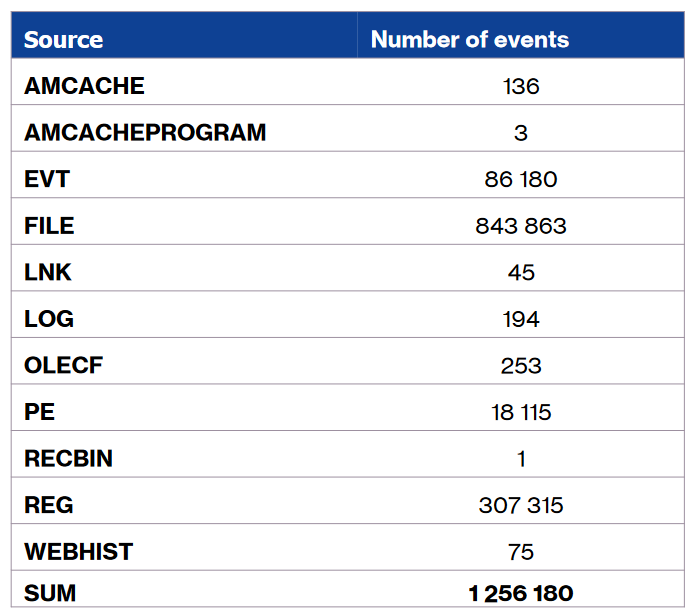 Source Number of events
AMCACHE 136
AMCACHEPROGRAM 3
EVT 86 180
FILE 843 863
LNK 45
LOG 194
OLECF 253
PE 18 115
RECBIN 1
REG 307 315
WEBHIST 75
SUM 1 256 180